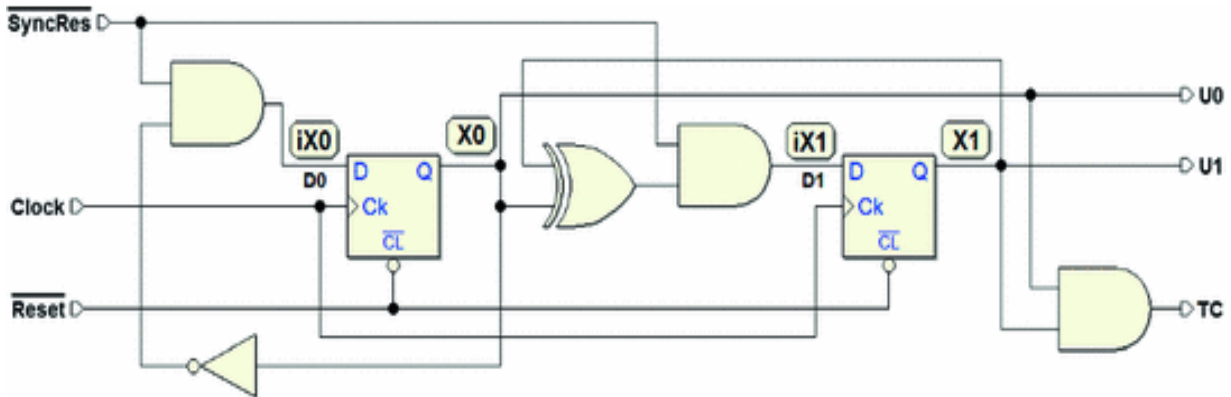 SyncRes
iX0
X0
iX1
X1
U0
U1
D0
D1
D
Q
Ck
CL
D
Q
Ck
CL
Clock
Reset
TC